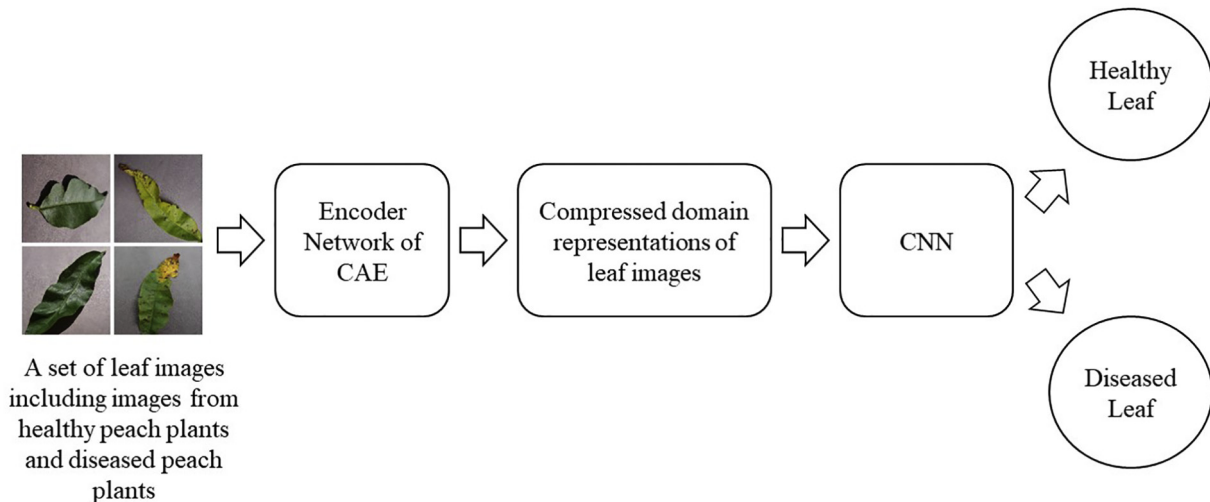 A set of leaf images
including images from
healthy peach plants
and diseased peach
plants
Encoder
Network of
CAE
Compressed domain
representations of
leaf images
CNN
Healthy
Leaf
Diseased
Leaf